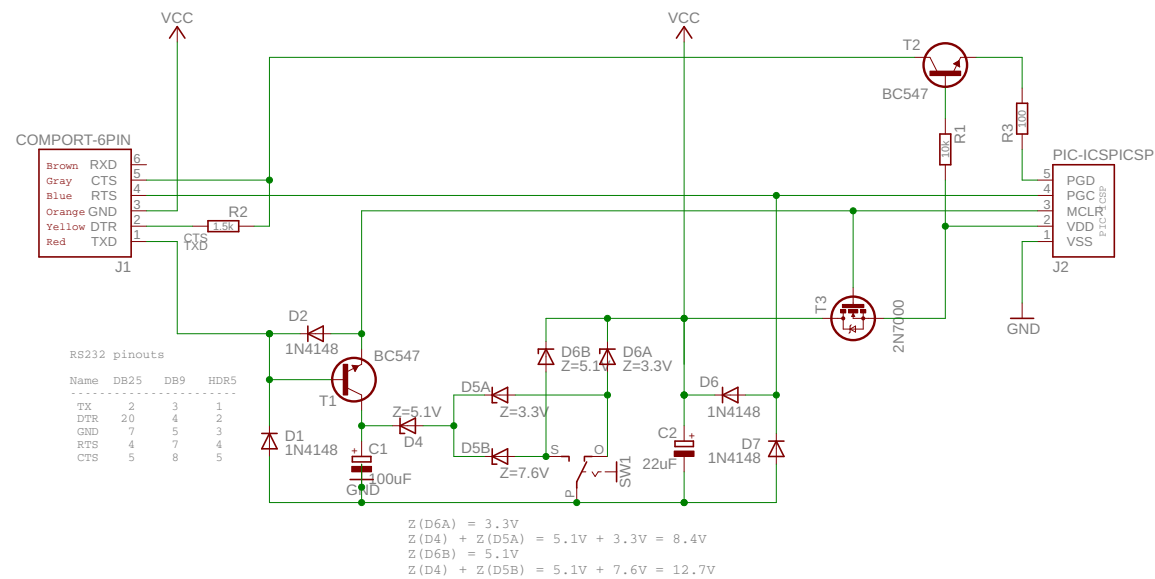 VCC
VCC
T2
BC547
COMPORT-6PIN
Brown RXD 6
Gray CTS 5
Blue RTS 4
Orange GND 3
Yellow DTR 2
Red TXD 1
J1
R2
1.5k
CTS
TXD
R1
10k
R3
100
PIC-ICSPICSP
5 PGD
4 PGC
3 MCLR
2 VDD
1 VSS
PIC ICSP
J2
GND
T3
2N7000
D2
1N4148
BC547
T1
D6B
Z=5.1V
D6A
Z=3.3V
D5A
Z=3.3V
Z=5.1V
D4
D5B
Z=7.6V
D1
1N4148
C1
100uF
GND
S
O
P
SW1
D6
1N4148
C2
22uF
D7
1N4148
RS232 pinouts
Name DB25 DB9 HDR5
-----------------------
TX 2 3 1
DTR 20 4 2
GND 7 5 3
RTS 4 7 4
CTS 5 8 5
Z(D6A) = 3.3V
Z(D4) + Z(D5A) = 5.1V + 3.3V = 8.4V
Z(D6B) = 5.1V
Z(D4) + Z(D5B) = 5.1V + 7.6V = 12.7V